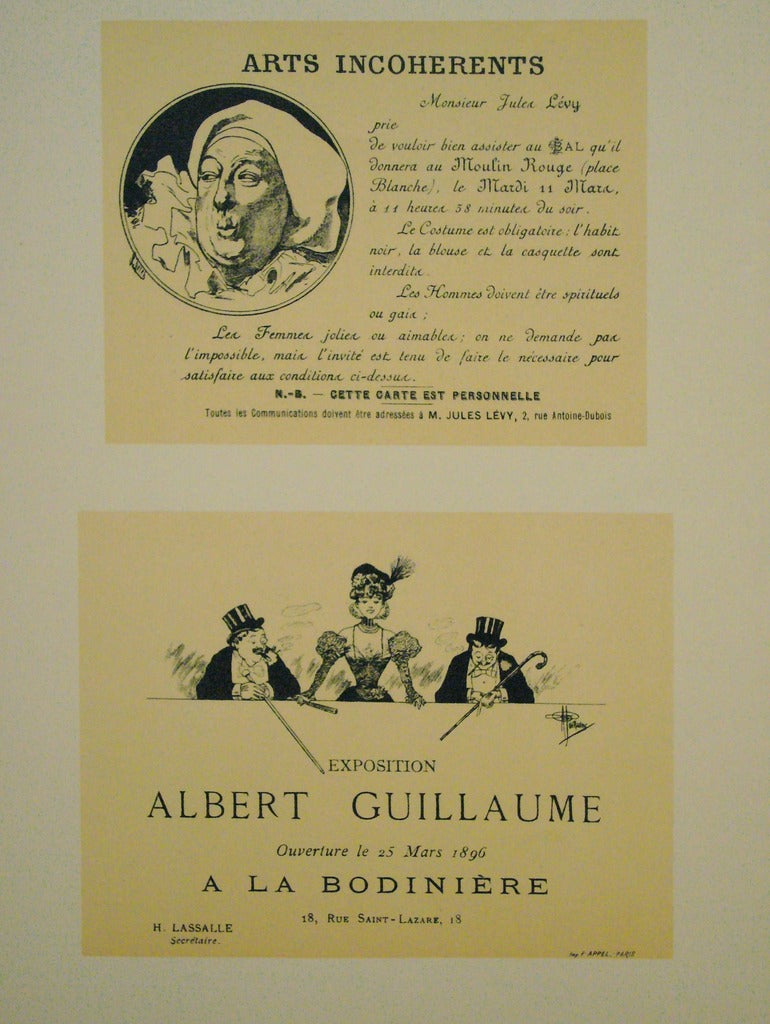 ARTS INCOHERENTS
Monsieur Jules Lévy
prie
de vouloir bien assister au BAL qu'il
donnera au Moulin Rouge (place
Blanche), le Mardi 11 Mars,
à 11 heures 58 minutes du soir.
Le Costume est obligatoire : l'habit
noir, la blouse et la casquette sont
interdits.
Les Hommes doivent être spirituels
ou gais ;
Les Femmes jolies ou aimables ; on ne demande pas
l'impossible, mais l'invité est tenu de faire le nécessaire pour
satisfaire aux conditions ci-dessus.
N.-B. — CETTE CARTE EST PERSONNELLE
Toutes les Communications doivent être adressées à M. JULES LÉVY, 2, rue Antoine-Dubois
EXPOSITION
ALBERT GUILLAUME
Ouverture le 25 Mars 1896
A LA BODINIÈRE
18, RUE SAINT-LAZARE, 18
H. LASSALLE
Secrétaire.
Imp. F. APPEL, PARIS